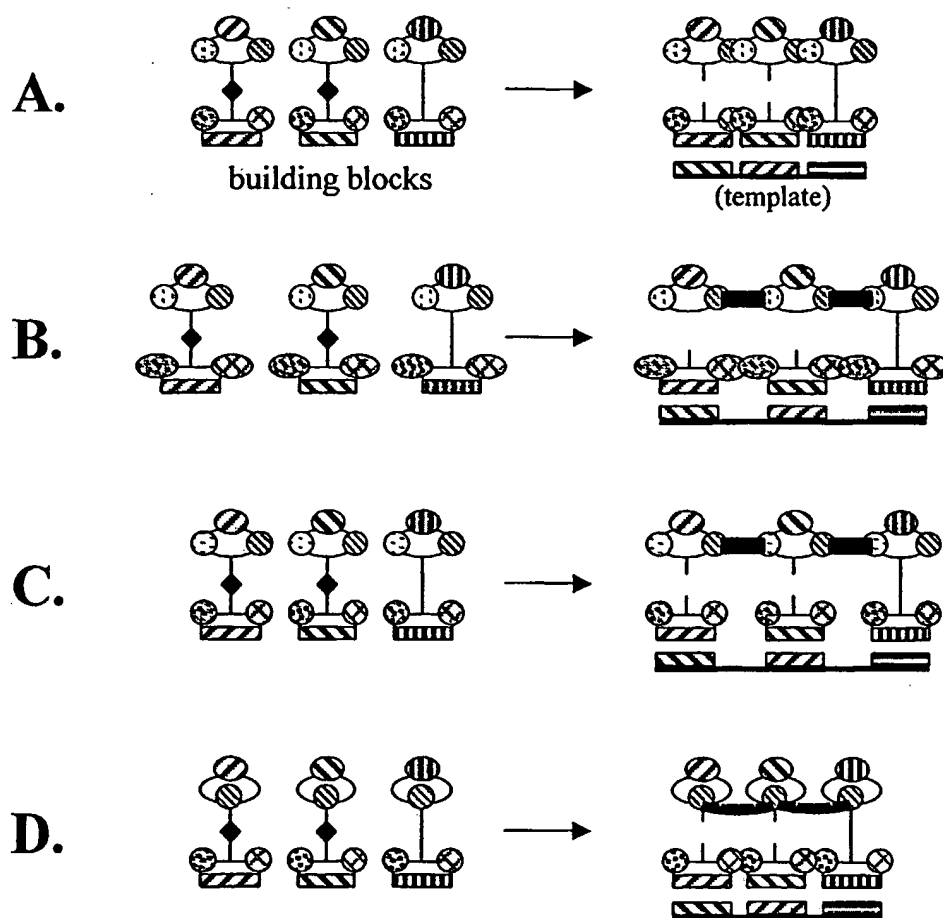 A.
building blocks
(template)
B.
C.
D.